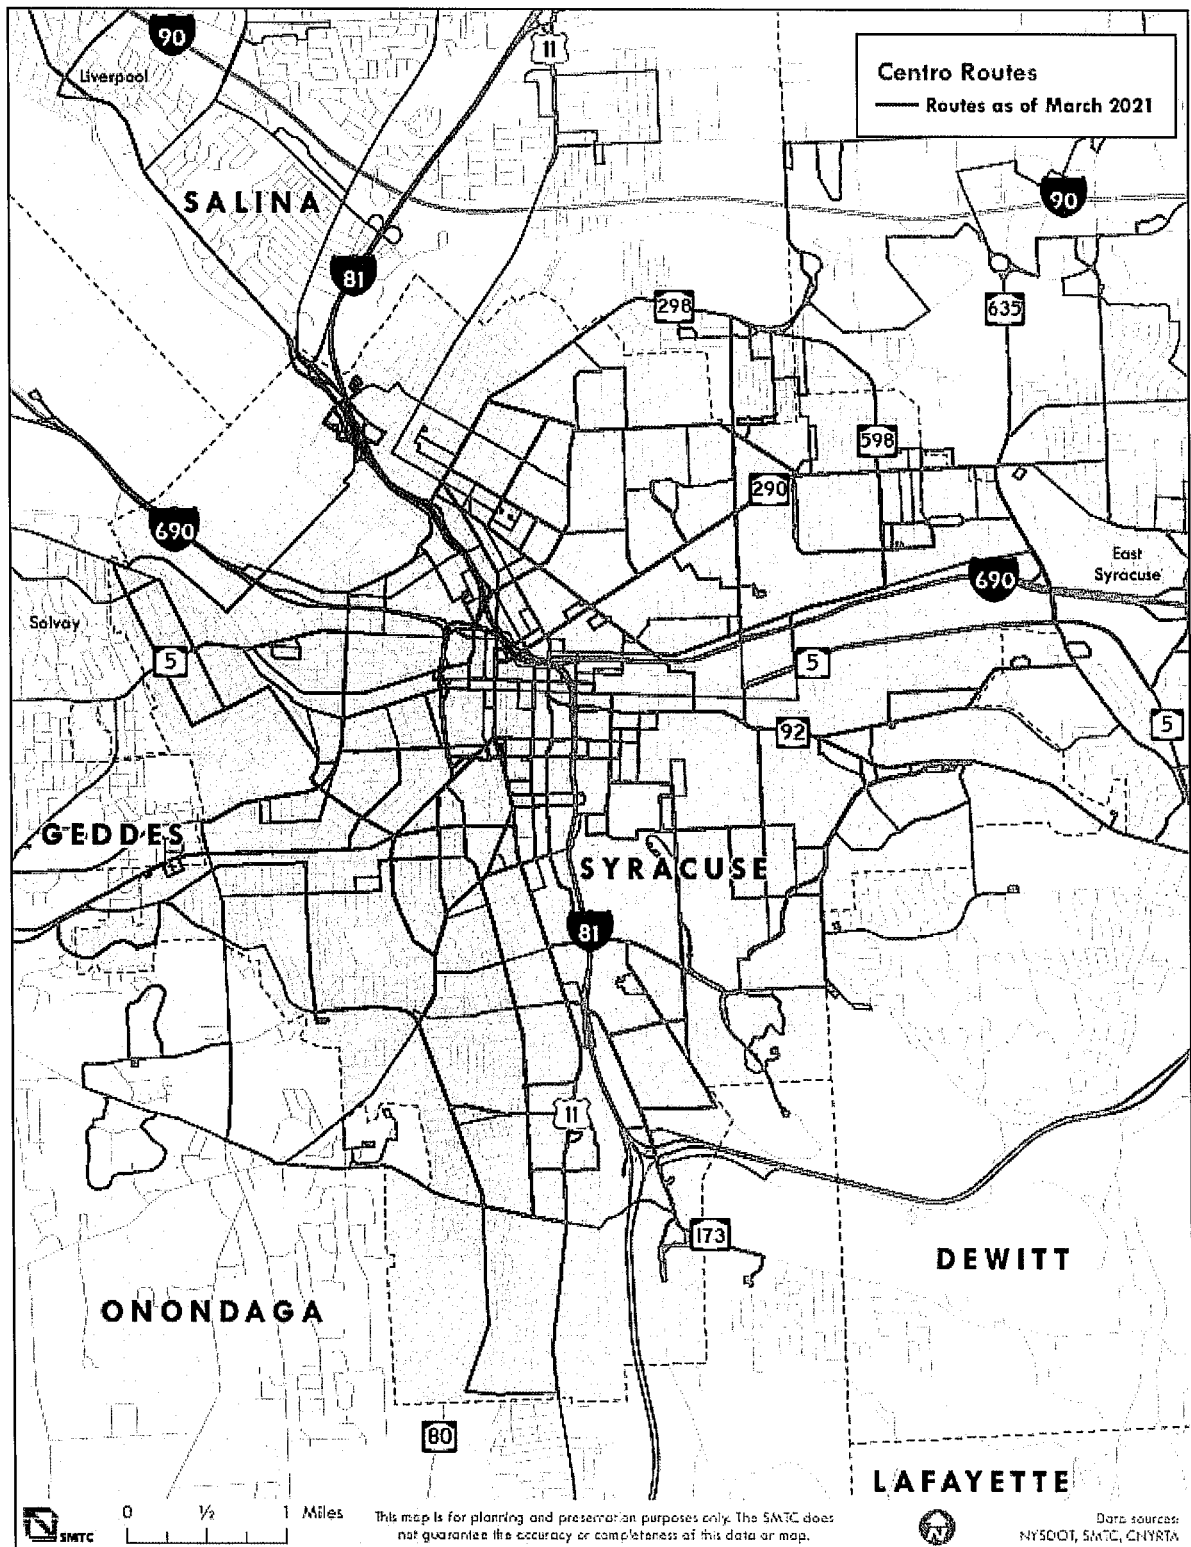 90
11
Liverpool
Centro Routes
Routes as of March 2021
SALINA
90
81
298
635
598
290
690
East
Syracuse
690
Solvay
5
5
92
5
GEDDES
SYRACUSE
81
11
173
DEWITT
ONONDAGA
80
LAFAYETTE
SMTC
0 ½ 1 Miles
This map is for planning and presentation purposes only. The SMTC does
not guarantee the accuracy or completeness of this data or map.
N
Data sources:
NYSDOT, SMTC, CNYRTA